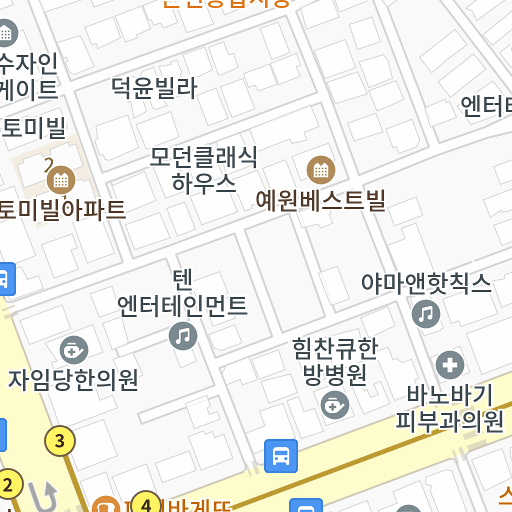 수자인
게이트
덕윤빌라
토미빌
엔터테
2
모던클래식
하우스
예원베스트빌
토미빌아파트
텐
엔터테인먼트
야마앤핫칙스
힘찬큐한
방병원
자임당한의원
바노바기
피부과의원
3
2
4